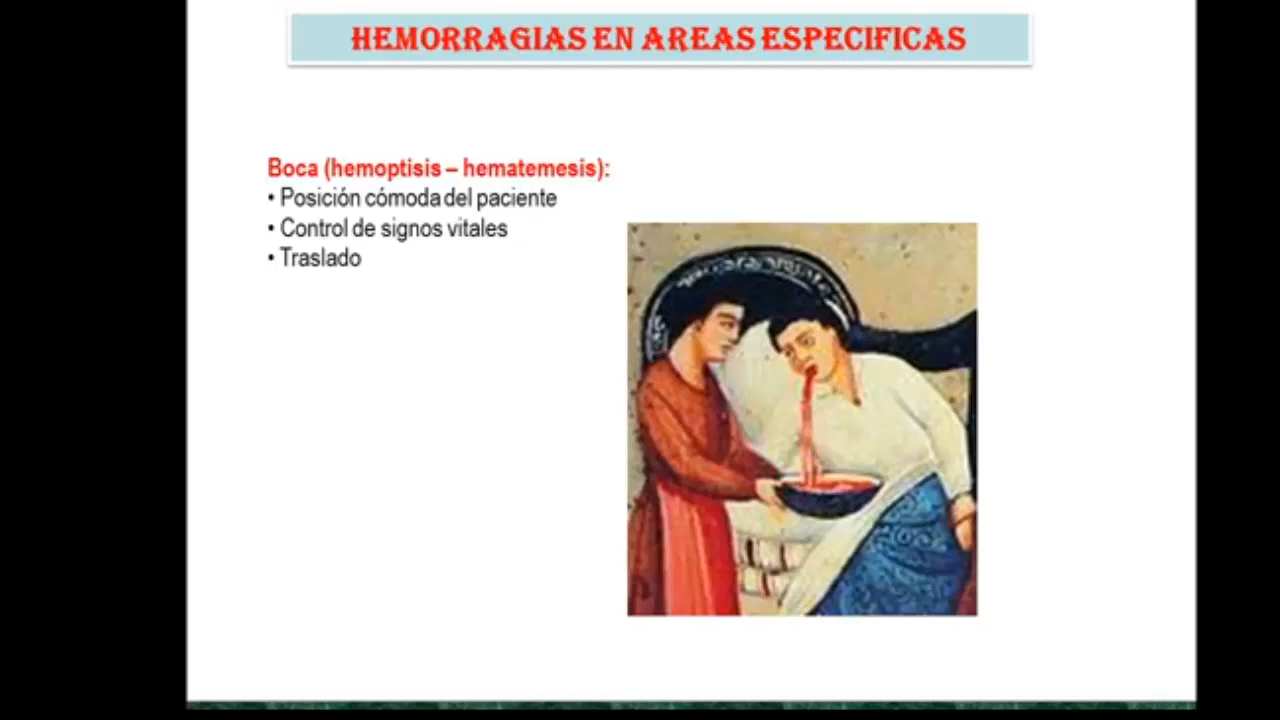 HEMORRAGIAS EN AREAS ESPECIFICAS
Boca (hemoptisis – hematemesis):
• Posición cómoda del paciente
• Control de signos vitales
• Traslado